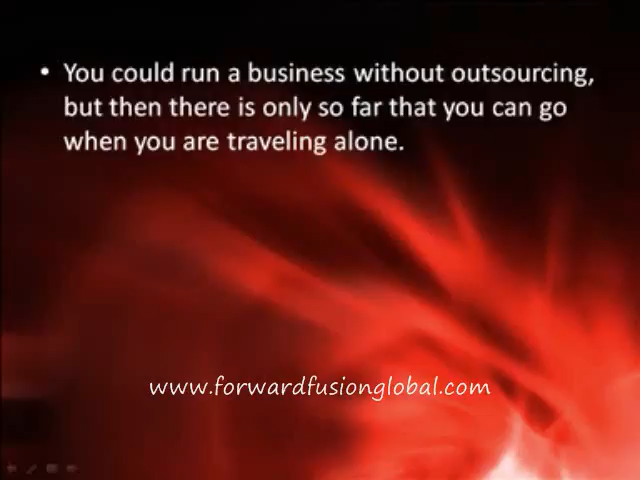 • You could run a business without outsourcing,
but then there is only so far that you can go
when you are traveling alone.
www.forwardfusionglobal.com